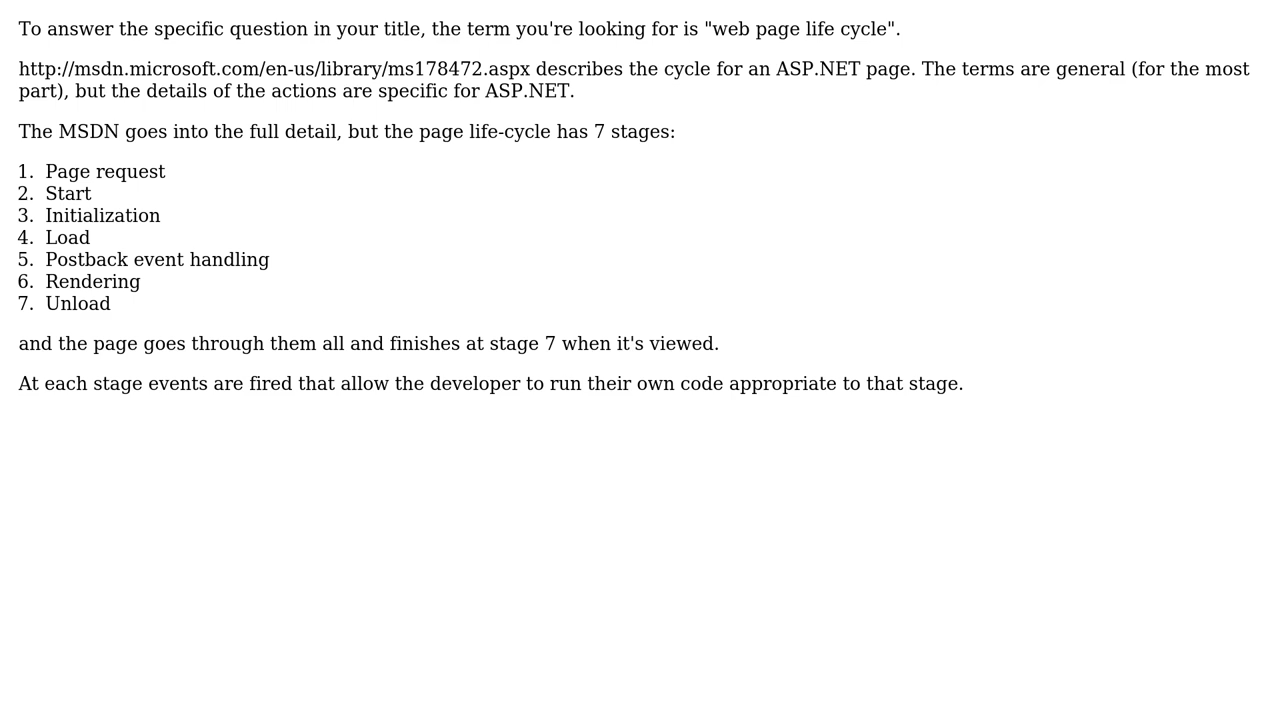 To answer the specific question in your title, the term you're looking for is "web page life cycle".
http://msdn.microsoft.com/en-us/library/ms178472.aspx describes the cycle for an ASP.NET page. The terms are general (for the most
part), but the details of the actions are specific for ASP.NET.
The MSDN goes into the full detail, but the page life-cycle has 7 stages:
1. Page request
2. Start
3. Initialization
4. Load
5. Postback event handling
6. Rendering
7. Unload
and the page goes through them all and finishes at stage 7 when it's viewed.
At each stage events are fired that allow the developer to run their own code appropriate to that stage.